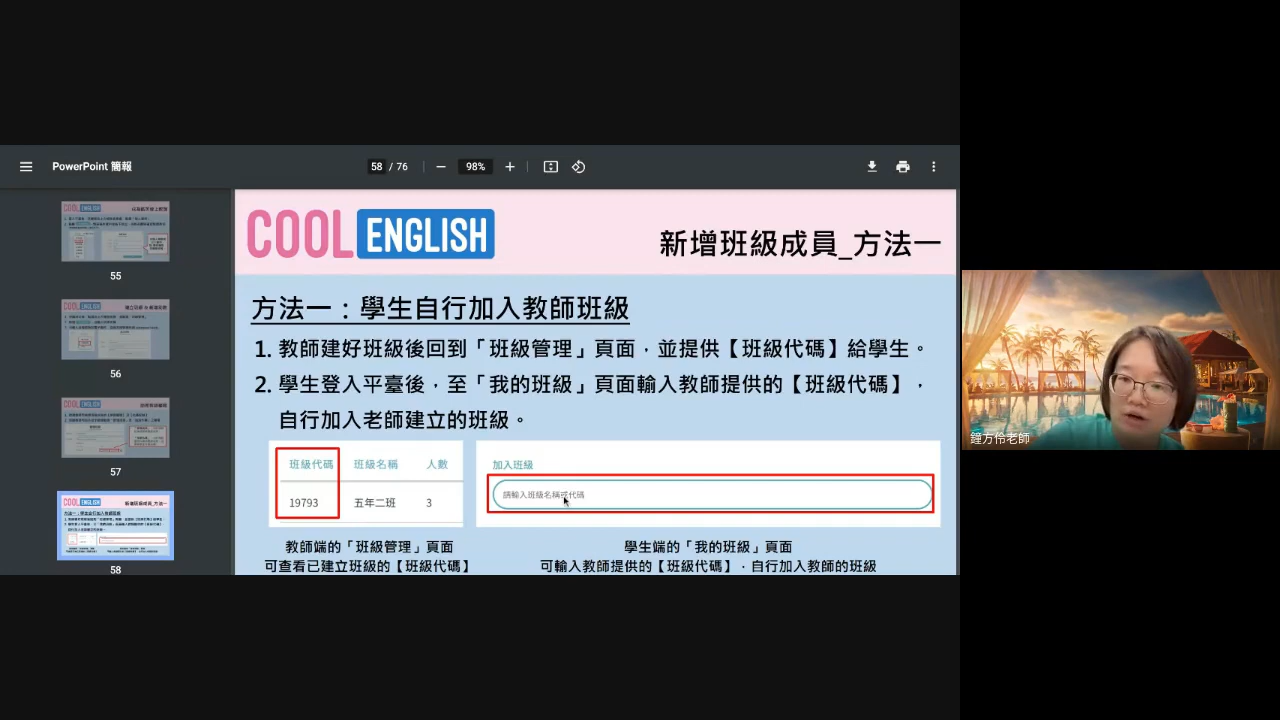 PowerPoint 簡報
58 / 76
98%
55
56
57
58
COOL ENGLISH
新增班級成員_方法一
方法一：學生自行加入教師班級
1. 教師建好班級後回到「班級管理」頁面，並提供【班級代碼】給學生。
2. 學生登入平臺後，至「我的班級」頁面輸入教師提供的【班級代碼】，
自行加入老師建立的班級。
班級代碼 班級名稱 人數
19793 五年二班 3
加入班級
請輸入班級名稱或代碼
教師端的「班級管理」頁面
可查看已建立班級的【班級代碼】
學生端的「我的班級」頁面
可輸入教師提供的【班級代碼】，自行加入教師的班級
鐘方伶老師